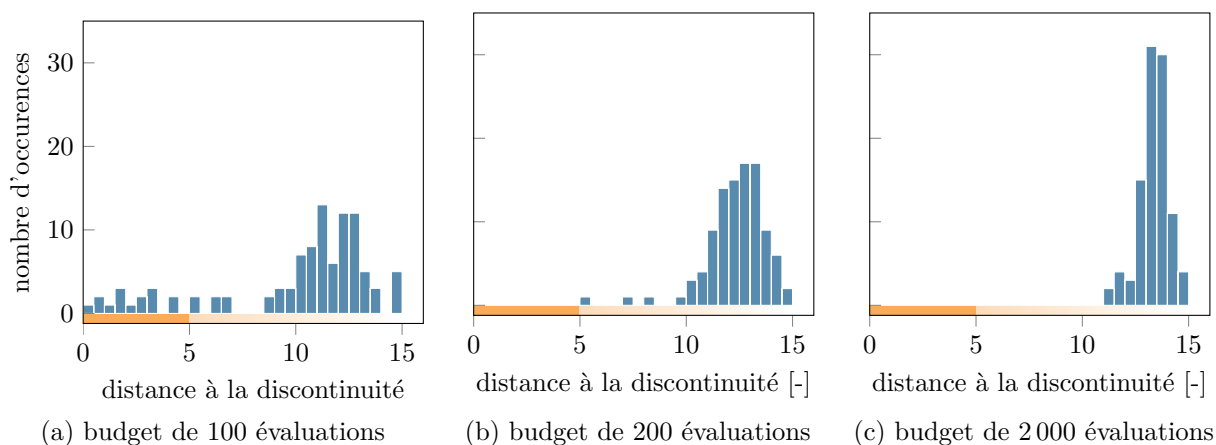 nombre d'occurences
30
20
10
0
0 5 10 15
distance à la discontinuité
(a) budget de 100 évaluations
0 5 10 15
distance à la discontinuité [-]
(b) budget de 200 évaluations
0 5 10 15
distance à la discontinuité [-]
(c) budget de 2 000 évaluations